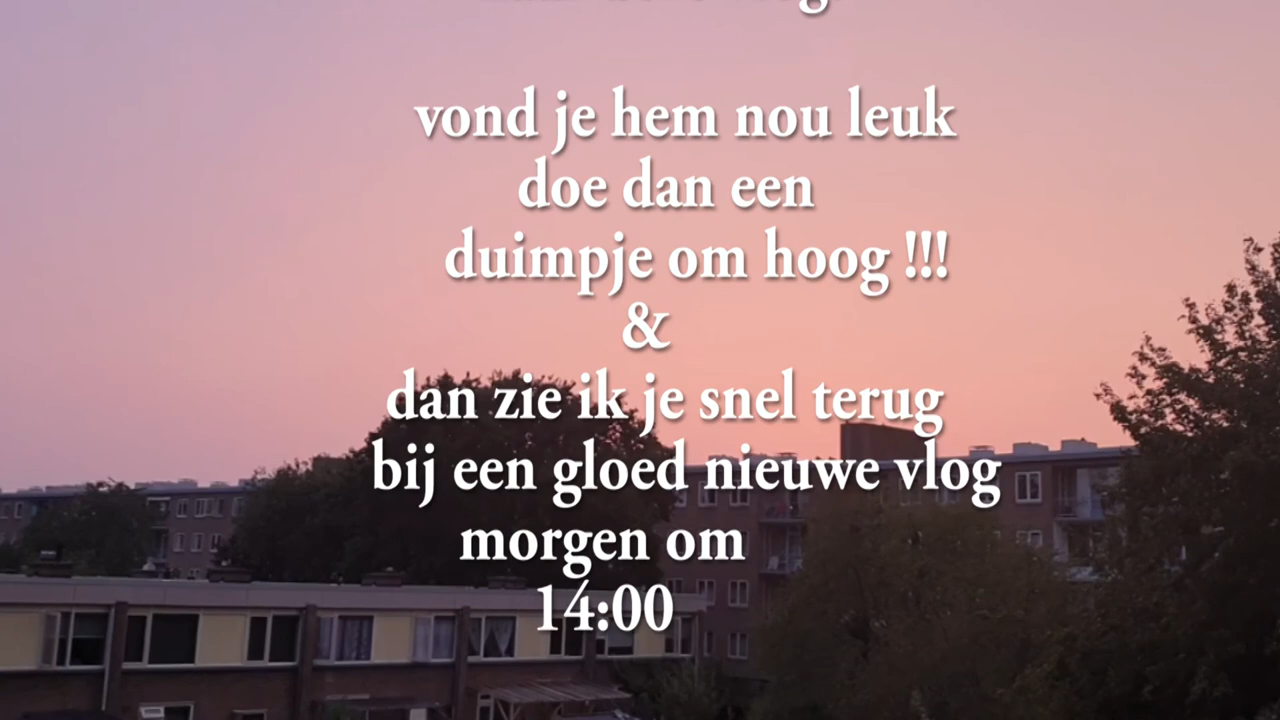 vond je hem nou leuk
doe dan een
duimpje om hoog !!!
&
dan zie ik je snel terug
bij een gloed nieuwe vlog
morgen om
14:00